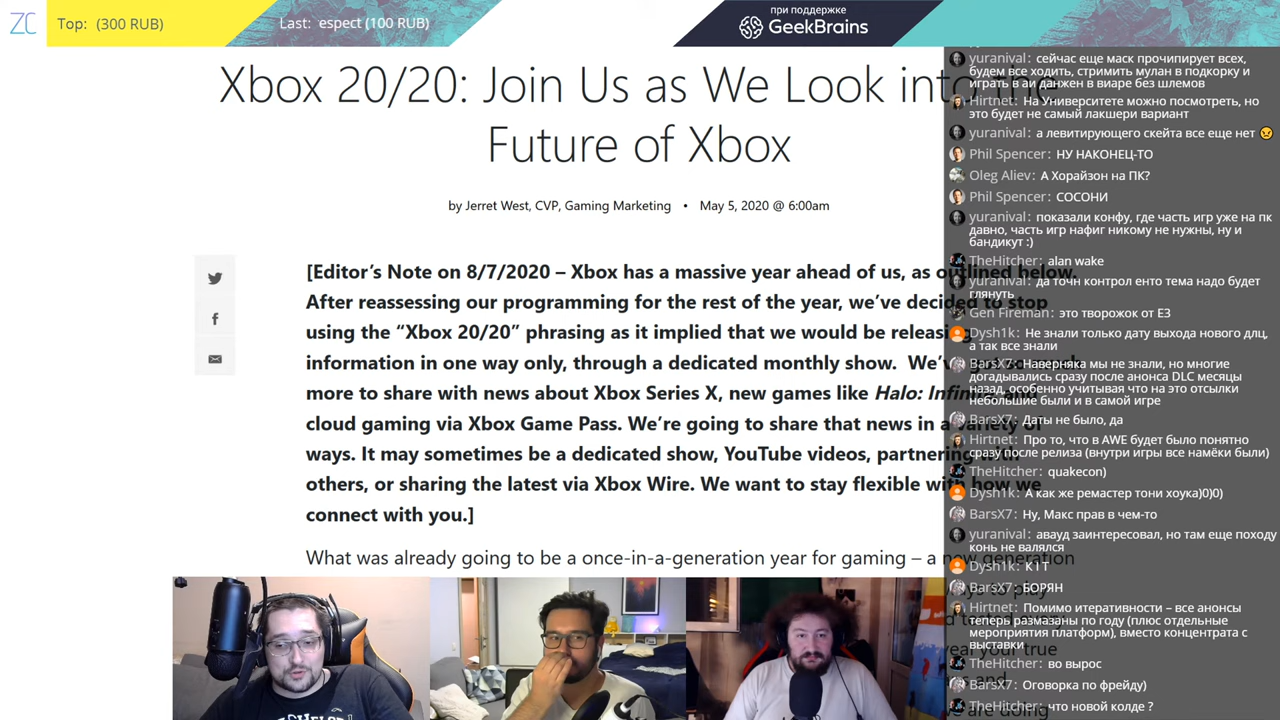 ZC
Top: (300 RUB)
Last: espect (100 RUB)
при поддержке
GeekBrains
Xbox 20/20: Join Us as We Look into the
Future of Xbox
by Jerret West, CVP, Gaming Marketing • May 5, 2020 @ 6:00am
[Editor’s Note on 8/7/2020 – Xbox has a massive year ahead of us, as outlined below.
After reassessing our programming for the rest of the year, we’ve decided to stop
using the “Xbox 20/20” phrasing as it implied that we would be releasing
information in one way only, through a dedicated monthly show. We’ve
more to share with news about Xbox Series X, new games like Halo: Infinite and
cloud gaming via Xbox Game Pass. We’re going to share that news in a variety of
ways. It may sometimes be a dedicated show, YouTube videos, partnering with
others, or sharing the latest via Xbox Wire. We want to stay flexible with how we
connect with you.]
What was already going to be a once-in-a-generation year for gaming – a new generation
yuranival: сейчас еще маск прочипирует всех,
будем все ходить, стримить мулан в подкорку и
играть в аи данжен в виаре без шлемов
Hirtnet: На Университете можно посмотреть, но
это будет не самый лакшери вариант
yuranival: а левитирующего скейта все еще нет
Phil Spencer: НУ НАКОНЕЦ-ТО
Oleg Aliev: А Хорайзон на ПК?
Phil Spencer: СОСОНИ
yuranival: показали конфу, где часть игр уже на пк
давно, часть игр нафиг никому не нужны, ну и
бандикут :)
TheHitcher: alan wake
yuranival: да точн контрол енто тема надо будет
глянуть
Gen Fireman: это творожок от Е3
Dysh1k: Не знали только дату выхода нового длц,
а так все знали
BarsX7: Наверняка мы не знали, но многие
догадывались сразу после анонса DLC месяцы
назад, особенно учитывая что на это отсылки
небольшие были и в самой игре
BarsX7: Даты не было, да
Hirtnet: Про то, что в AWE будет было понятно
сразу после релиза (внутри игры все намёки были)
TheHitcher: quakecon)
Dysh1k: А как же ремастер тони хоука)0)0)
BarsX7: Ну, Макс прав в чем-то
yuranival: авауд заинтересовал, но там еще походу
конь не валялся
Dysh1k: К1Т
BarsX7: БОРЯН
Hirtnet: Помимо итеративности – все анонсы
теперь размазаны по году (плюс отдельные
мероприятия платформ), вместо концентрата с
выставки
TheHitcher: во вырос
BarsX7: Оговорка по фрейду)
TheHitcher: что новой колде ?